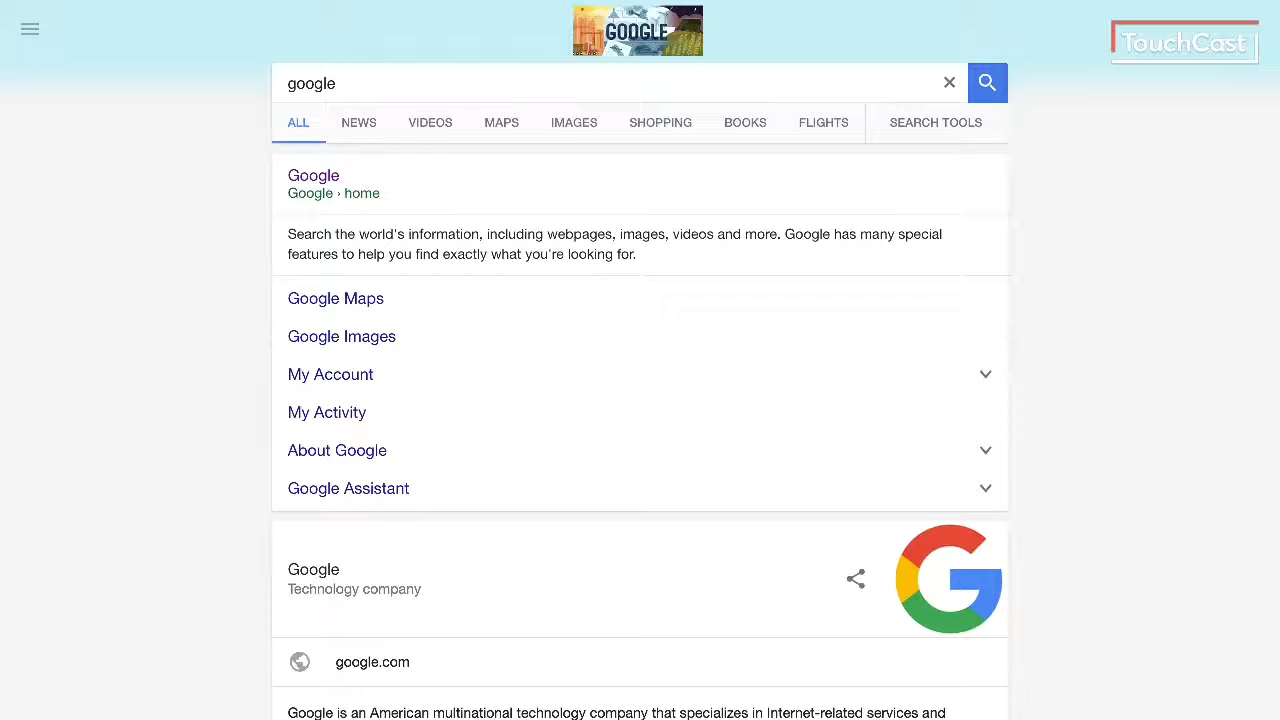 GOOGLE
TouchCast
google
ALL NEWS VIDEOS MAPS IMAGES SHOPPING BOOKS FLIGHTS SEARCH TOOLS
Google
Google › home
Search the world's information, including webpages, images, videos and more. Google has many special
features to help you find exactly what you're looking for.
Google Maps
Google Images
My Account
My Activity
About Google
Google Assistant
Google
Technology company
google.com
Google is an American multinational technology company that specializes in Internet-related services and